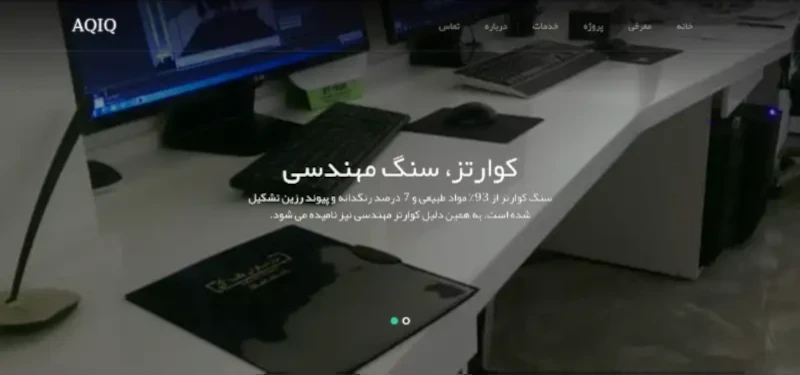 AQIQ
خانه معرفی پروژه خدمات درباره تماس
کوارتز، سنگ مهندسی
سنگ کوارتز از 93٪ مواد طبیعی و 7 درصد رنگدانه و پیوند رزین تشکیل
شده است. به همین دلیل کوارتز مهندسی نیز نامیده می شود.